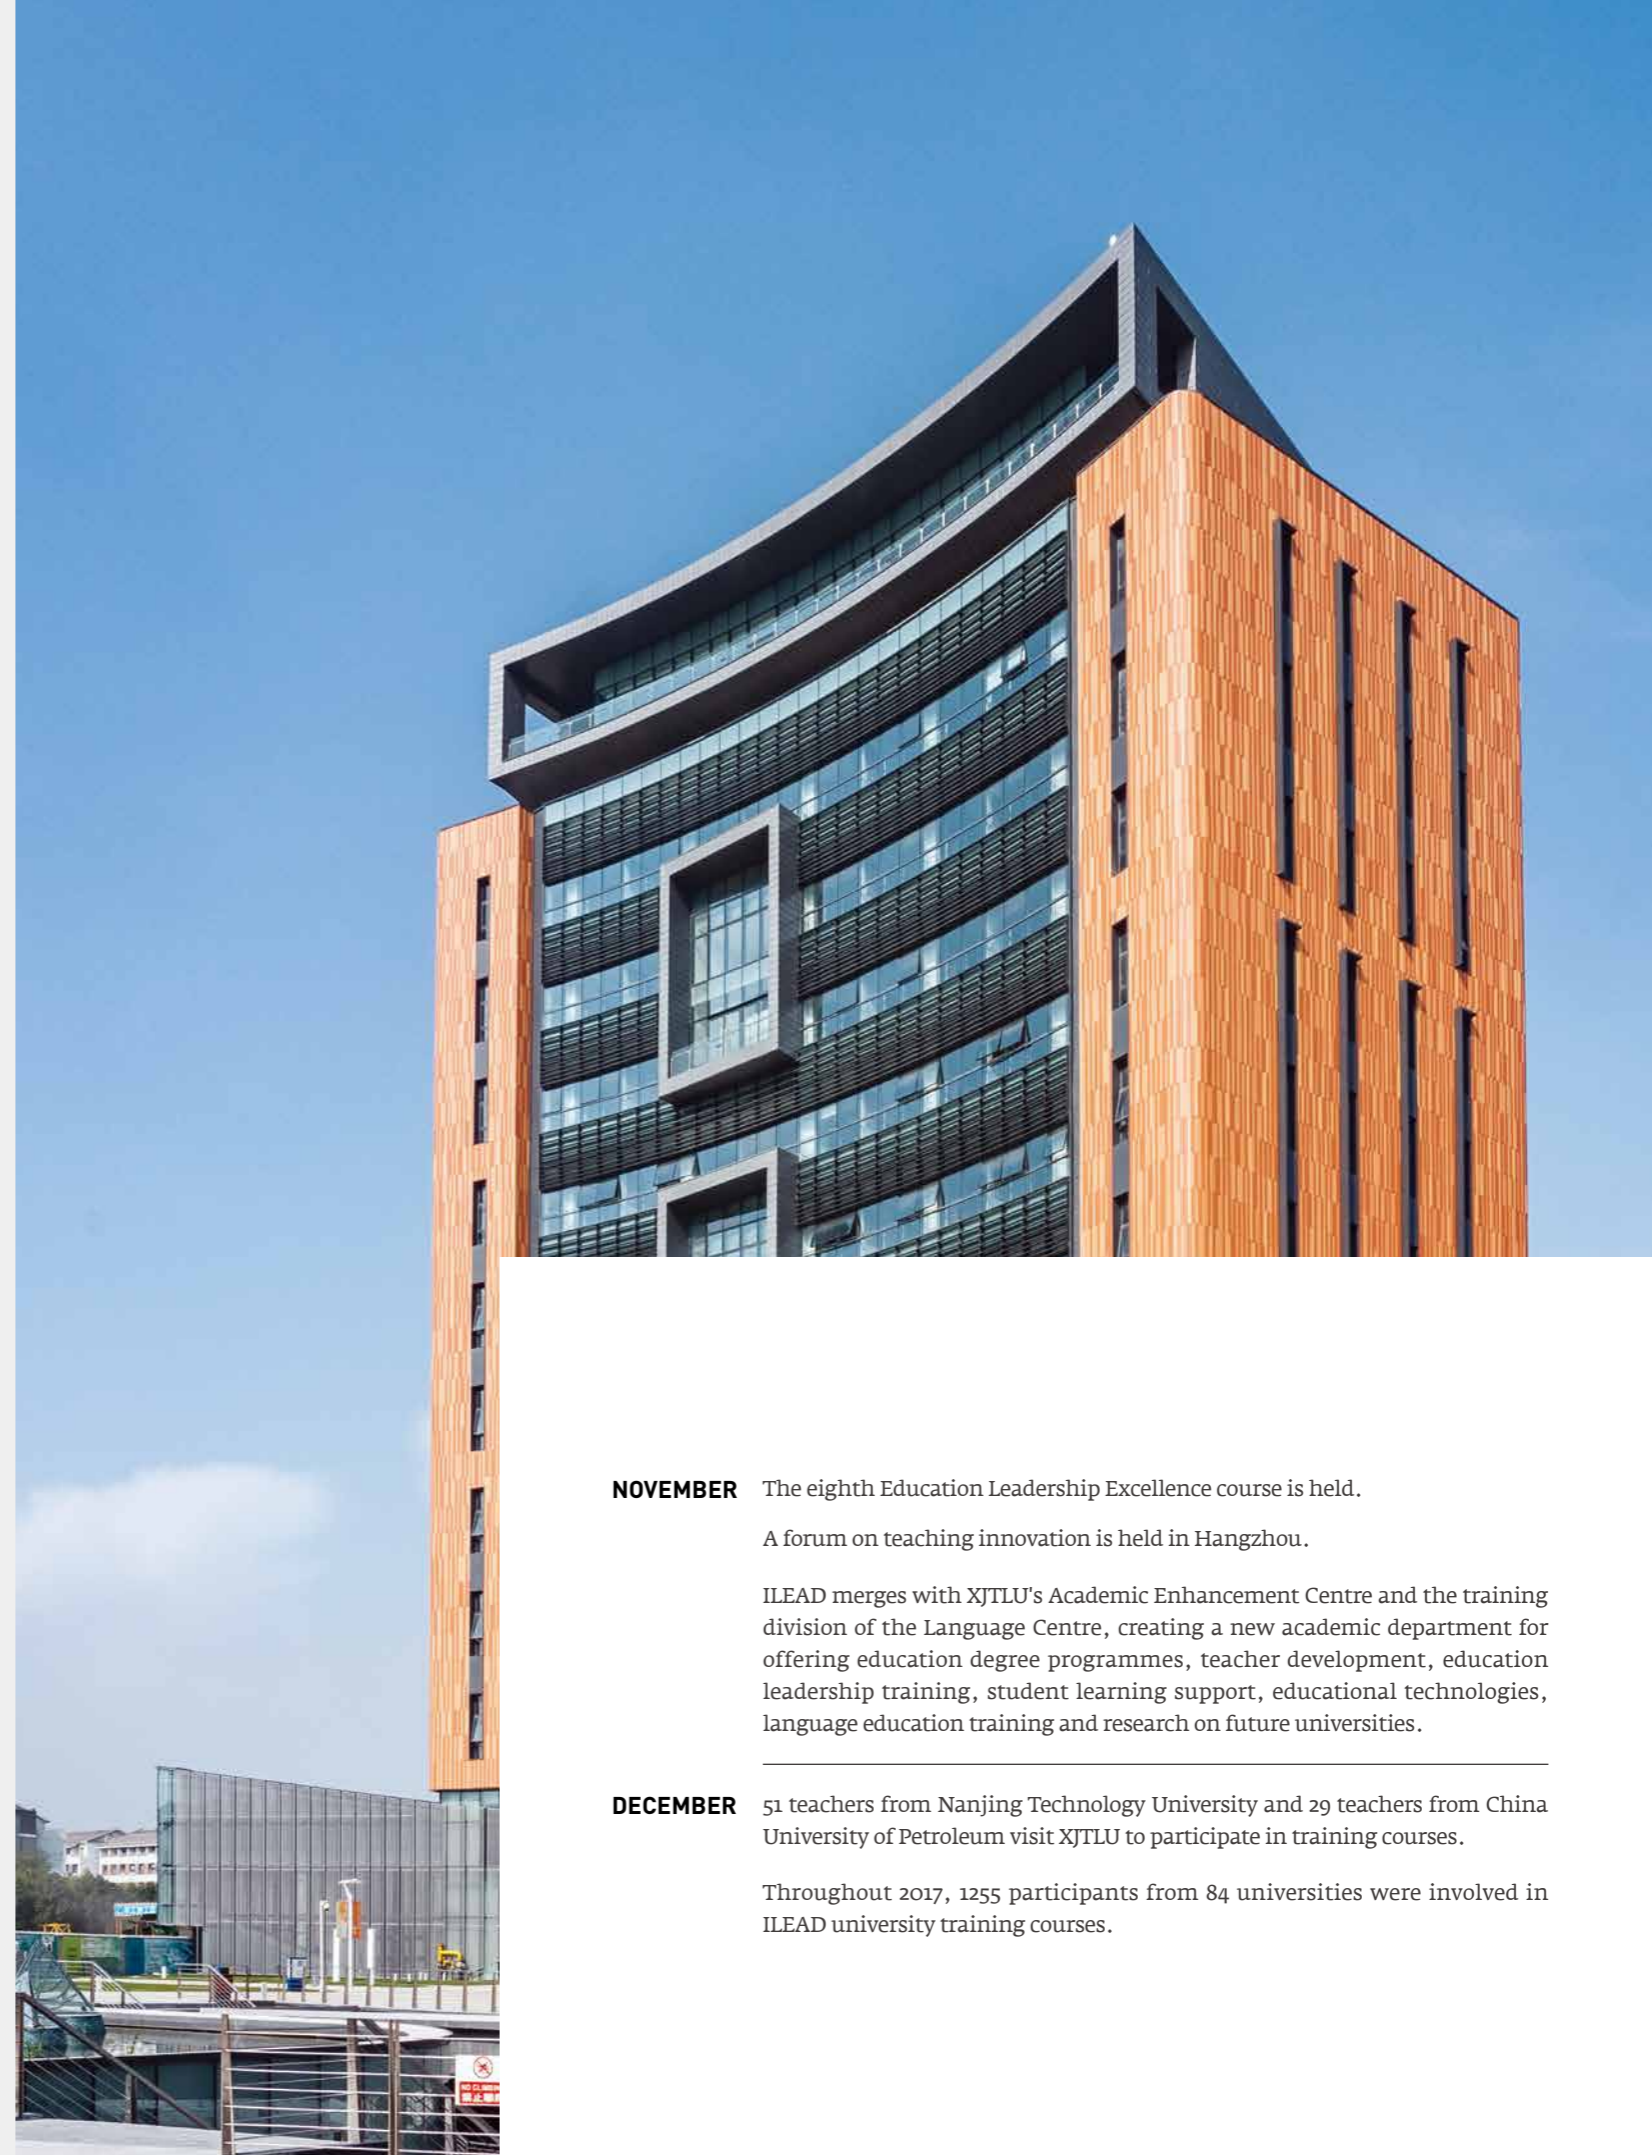 NOVEMBER The eighth Education Leadership Excellence course is held.
A forum on teaching innovation is held in Hangzhou.
ILEAD merges with XJTLU's Academic Enhancement Centre and the training
division of the Language Centre, creating a new academic department for
offering education degree programmes, teacher development, education
leadership training, student learning support, educational technologies,
language education training and research on future universities.
DECEMBER 51 teachers from Nanjing Technology University and 29 teachers from China
University of Petroleum visit XJTLU to participate in training courses.
Throughout 2017, 1255 participants from 84 universities were involved in
ILEAD university training courses.